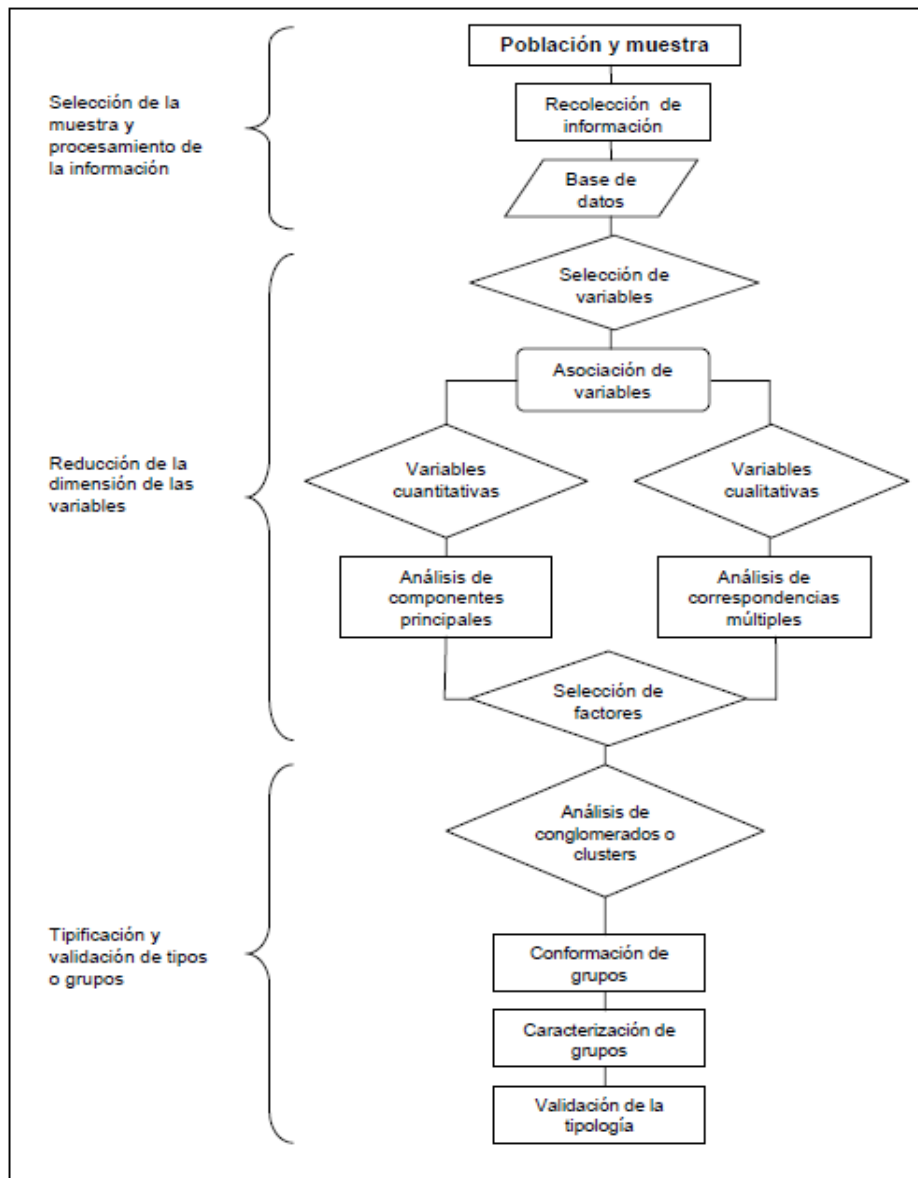 Población y muestra
Selección de la
muestra y
procesamiento de
la información
Recolección de
información
Base de
datos
Selección de
variables
Asociación de
variables
Reducción de la
dimensión de las
variables
Variables
cuantitativas
Variables
cualitativas
Análisis de
componentes
principales
Análisis de
correspondencias
múltiples
Selección de
factores
Análisis de
conglomerados o
clusters
Tipificación y
validación de tipos
o grupos
Conformación de
grupos
Caracterización de
grupos
Validación de la
tipología